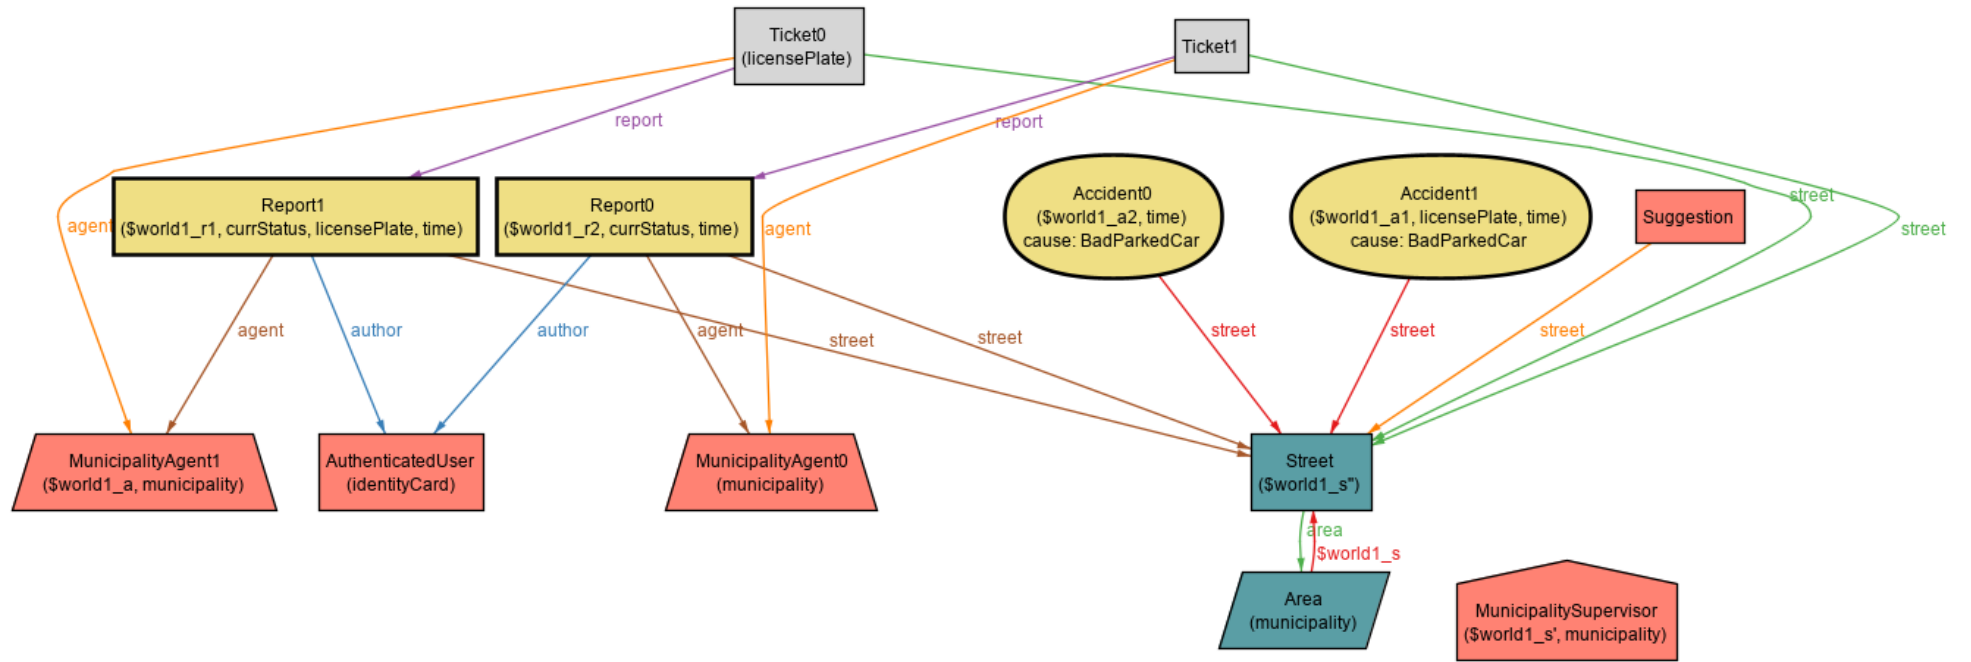 Ticket0
(licensePlate)
Ticket1
report
report
Report1
($world1_r1, currStatus, licensePlate, time)
Report0
($world1_r2, currStatus, time)
Accident0
($world1_a2, time)
cause: BadParkedCar
Accident1
($world1_a1, licensePlate, time)
cause: BadParkedCar
Suggestion
street
street
agent
agent
agent
author
author
agent
street
street
street
street
street
MunicipalityAgent1
($world1_a, municipality)
AuthenticatedUser
(identityCard)
MunicipalityAgent0
(municipality)
Street
($world1_s")
area
$world1_s
Area
(municipality)
MunicipalitySupervisor
($world1_s', municipality)